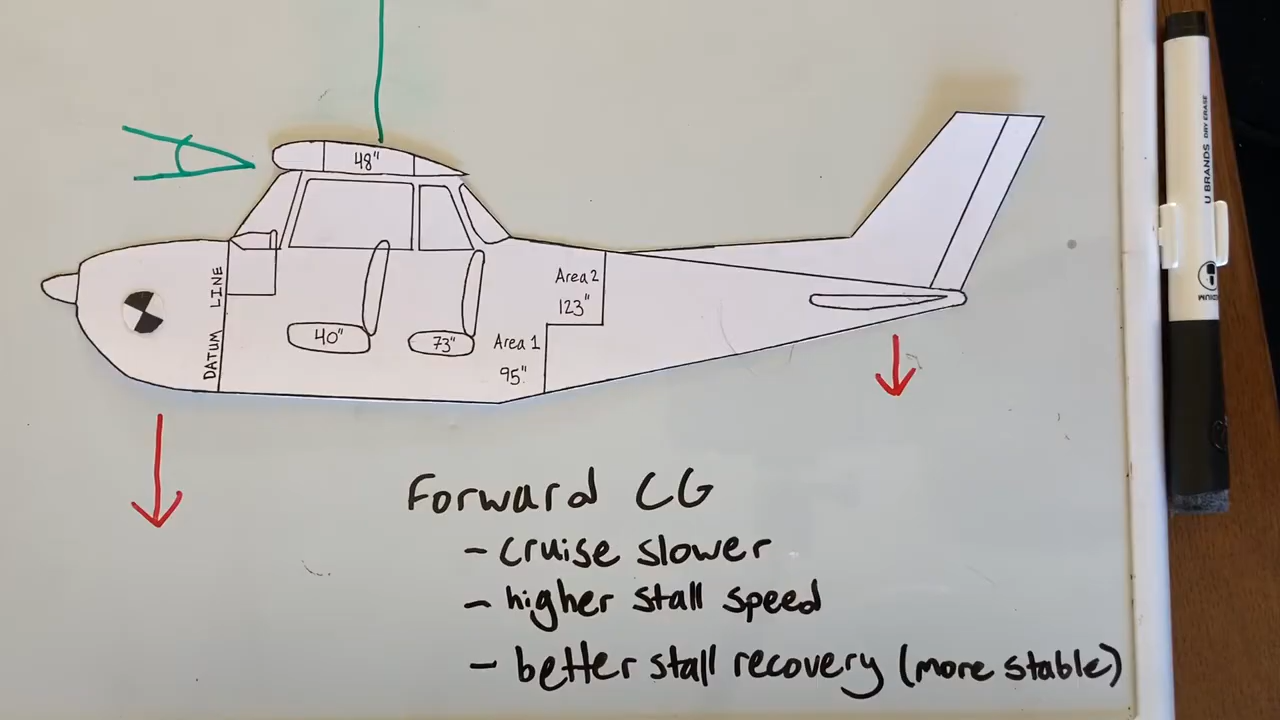 48"
DATUM LINE
40"
73"
Area 2
123"
Area 1
95"
Forward CG
- cruise slower
- higher stall speed
- better stall recovery (more stable)
U BRANDS DRY ERASE